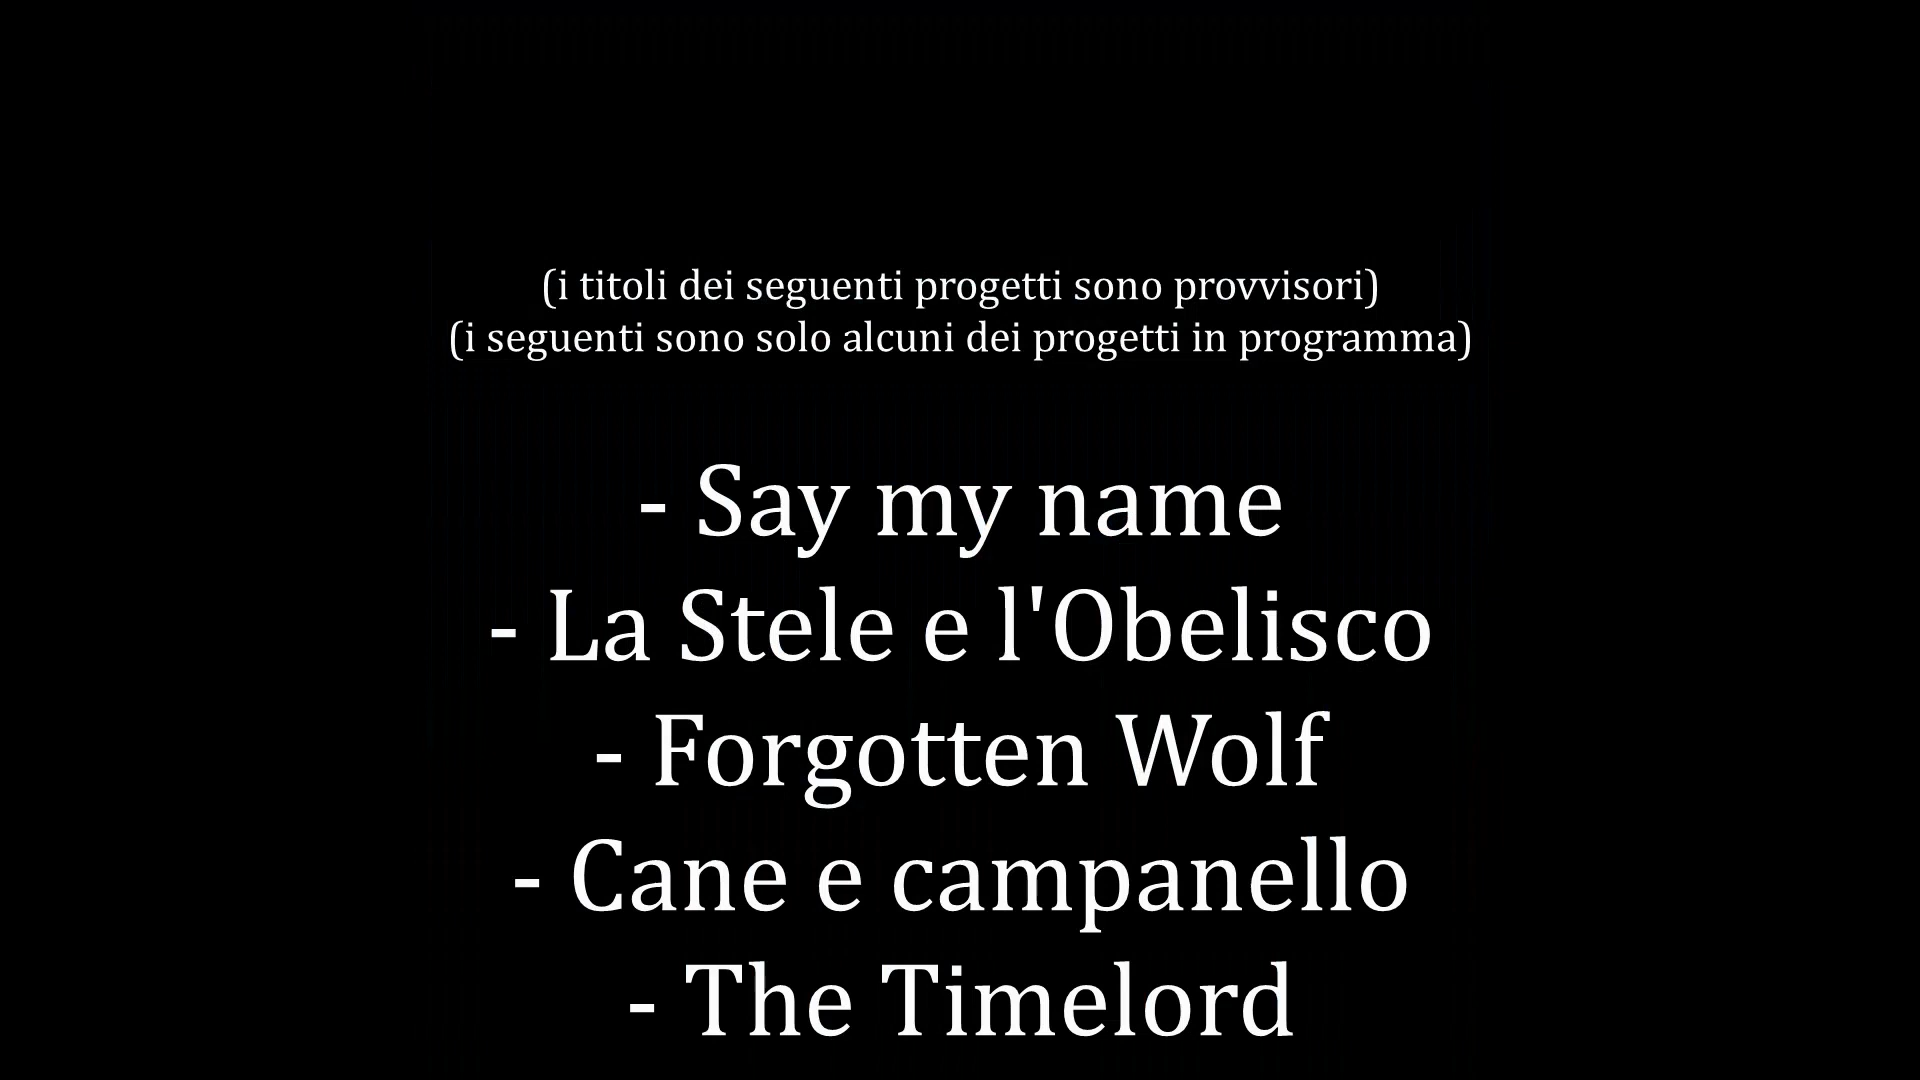 (i titoli dei seguenti progetti sono provvisori)
(i seguenti sono solo alcuni dei progetti in programma)
- Say my name
- La Stele e l'Obelisco
- Forgotten Wolf
- Cane e campanello
- The Timelord